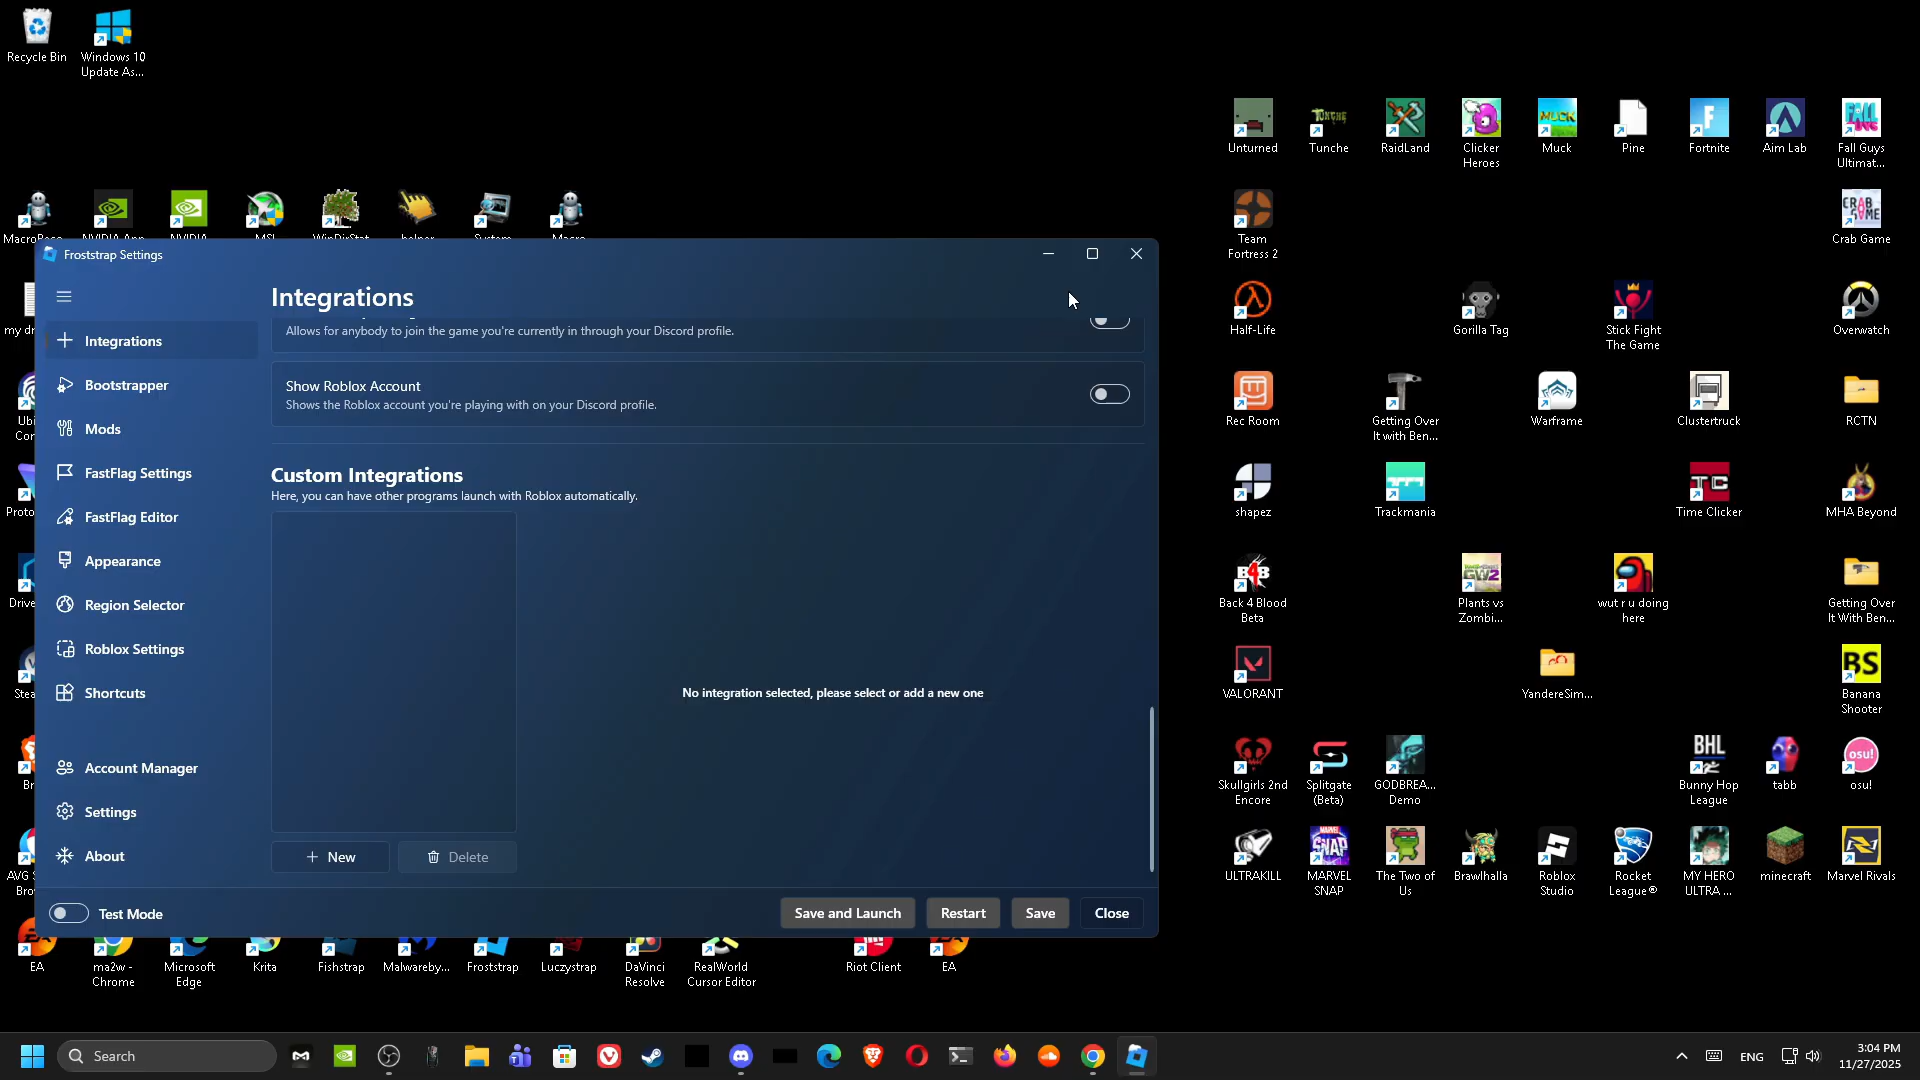 Recycle Bin
Windows 10
Update As...
Unturned
Tunche
RaidLand
Clicker
Heroes
Muck
Pine
Fortnite
Aim Lab
Fall Guys
Ultimat...
Team
Fortress 2
Crab Game
Half-Life
Gorilla Tag
Stick Fight
The Game
Overwatch
Rec Room
Getting Over
It with Ben...
Warframe
Clustertruck
RCTN
shapez
Trackmania
Time Clicker
MHA Beyond
Back 4 Blood
Beta
Plants vs
Zombi...
wut r u doing
here
Getting Over
It With Ben...
VALORANT
YandereSim...
Banana
Shooter
Skullgirls 2nd
Encore
Splitgate
(Beta)
GODBREA...
Demo
Bunny Hop
League
tabb
osu!
ULTRAKILL
MARVEL
SNAP
The Two of
Us
Brawlhalla
Roblox
Studio
Rocket
League®
MY HERO
ULTRA ...
minecraft
Marvel Rivals
Froststrap Settings
Integrations
Bootstrapper
Mods
FastFlag Settings
FastFlag Editor
Appearance
Region Selector
Roblox Settings
Shortcuts
Account Manager
Settings
About
Test Mode
Integrations
Allows for anybody to join the game you're currently in through your Discord profile.
Show Roblox Account
Shows the Roblox account you're playing with on your Discord profile.
Custom Integrations
Here, you can have other programs launch with Roblox automatically.
No integration selected, please select or add a new one
New
Delete
Save and Launch
Restart
Save
Close
EA
ma2w -
Chrome
Microsoft
Edge
Krita
Fishstrap
Malwareby...
Froststrap
Luczystrap
DaVinci
Resolve
RealWorld
Cursor Editor
Riot Client
EA
Search
ENG
3:04 PM
11/27/2025